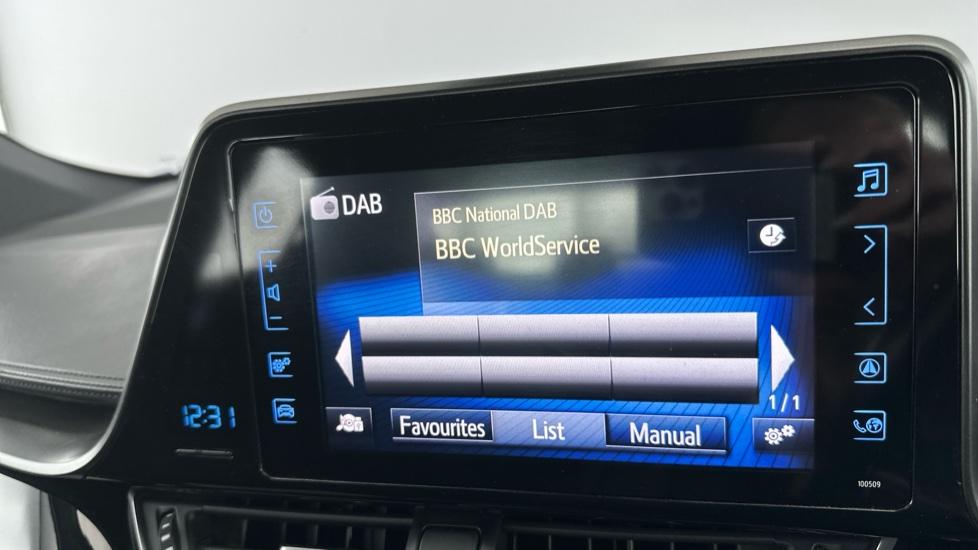 DAB
BBC National DAB
BBC WorldService
1/1
Favourites
List
Manual
12:31
100509